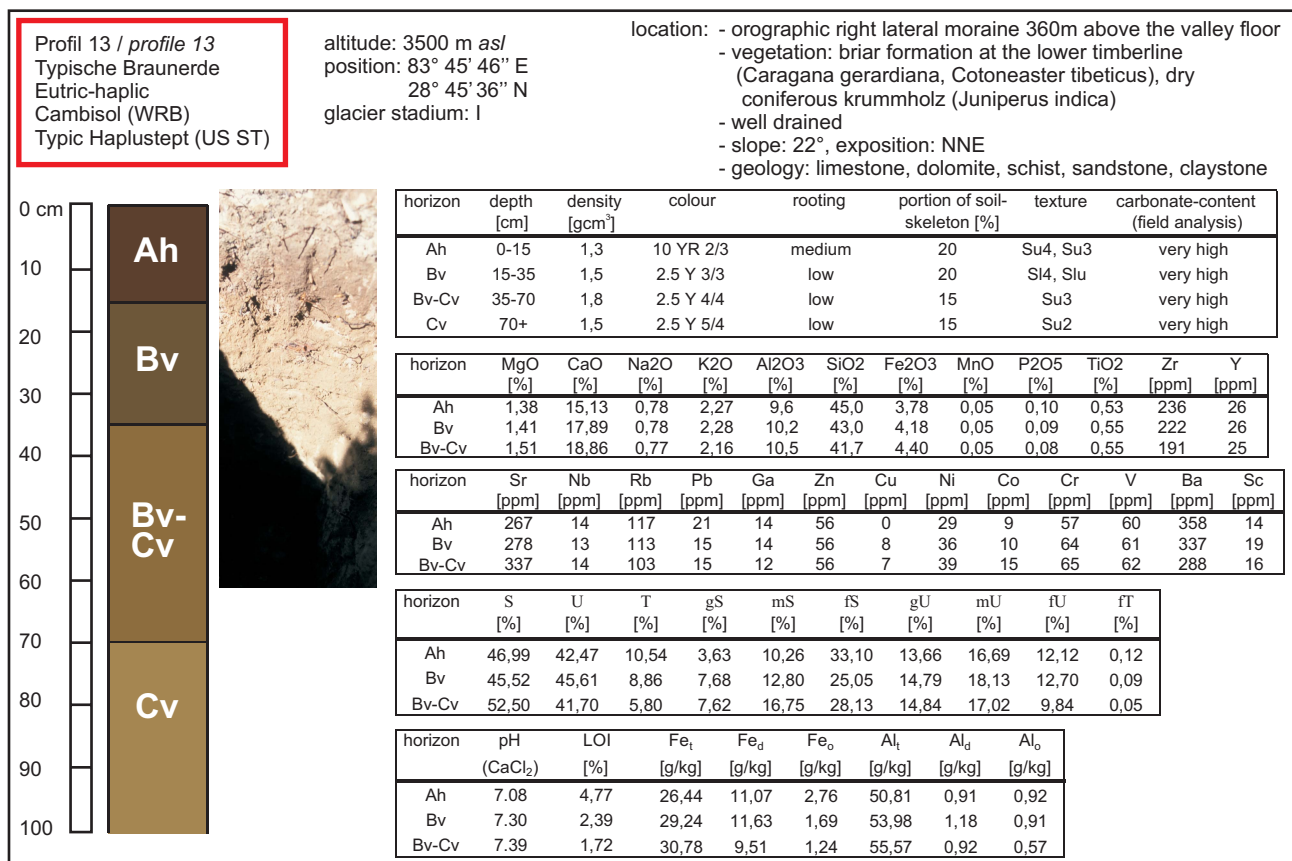 Profil 13 / profile 13
Typische Braunerde
Eutric-haplic
Cambisol (WRB)
Typic Haplustept (US ST)
altitude: 3500 m asl
position: 83° 45' 46’’ E
28° 45' 36’’ N
glacier stadium: I
location: - orographic right lateral moraine 360m above the valley floor
- vegetation: briar formation at the lower timberline
(Caragana gerardiana, Cotoneaster tibeticus), dry
coniferous krummholz (Juniperus indica)
- well drained
- slope: 22°, exposition: NNE
- geology: limestone, dolomite, schist, sandstone, claystone
0 cm
10
20
30
40
50
60
70
80
90
100
Ah
Bv
Bv-
Cv
Cv
horizon depth density colour rooting portion of soil- texture carbonate-content
[cm] [gcm³] skeleton [%] (field analysis)
Ah 0-15 1,3 10 YR 2/3 medium 20 Su4, Su3 very high
Bv 15-35 1,5 2.5 Y 3/3 low 20 Sl4, Slu very high
Bv-Cv 35-70 1,8 2.5 Y 4/4 low 15 Su3 very high
Cv 70+ 1,5 2.5 Y 5/4 low 15 Su2 very high
horizon MgO CaO Na2O K2O Al2O3 SiO2 Fe2O3 MnO P2O5 TiO2 Zr Y
[%] [%] [%] [%] [%] [%] [%] [%] [%] [%] [ppm] [ppm]
Ah 1,38 15,13 0,78 2,27 9,6 45,0 3,78 0,05 0,10 0,53 236 26
Bv 1,41 17,89 0,78 2,28 10,2 43,0 4,18 0,05 0,09 0,55 222 26
Bv-Cv 1,51 18,86 0,77 2,16 10,5 41,7 4,40 0,05 0,08 0,55 191 25
horizon Sr Nb Rb Pb Ga Zn Cu Ni Co Cr V Ba Sc
[ppm] [ppm] [ppm] [ppm] [ppm] [ppm] [ppm] [ppm] [ppm] [ppm] [ppm] [ppm] [ppm]
Ah 267 14 117 21 14 56 0 29 9 57 60 358 14
Bv 278 13 113 15 14 56 8 36 10 64 61 337 19
Bv-Cv 337 14 103 15 12 56 7 39 15 65 62 288 16
horizon S U T gS mS fS gU mU fU fT
[%] [%] [%] [%] [%] [%] [%] [%] [%] [%]
Ah 46,99 42,47 10,54 3,63 10,26 33,10 13,66 16,69 12,12 0,12
Bv 45,52 45,61 8,86 7,68 12,80 25,05 14,79 18,13 12,70 0,09
Bv-Cv 52,50 41,70 5,80 7,62 16,75 28,13 14,84 17,02 9,84 0,05
horizon pH LOI Feₜ Fe_d Feₒ Alₜ Al_d Alₒ
(CaCl₂) [%] [g/kg] [g/kg] [g/kg] [g/kg] [g/kg] [g/kg]
Ah 7.08 4,77 26,44 11,07 2,76 50,81 0,91 0,92
Bv 7.30 2,39 29,24 11,63 1,69 53,98 1,18 0,91
Bv-Cv 7.39 1,72 30,78 9,51 1,24 55,57 0,92 0,57